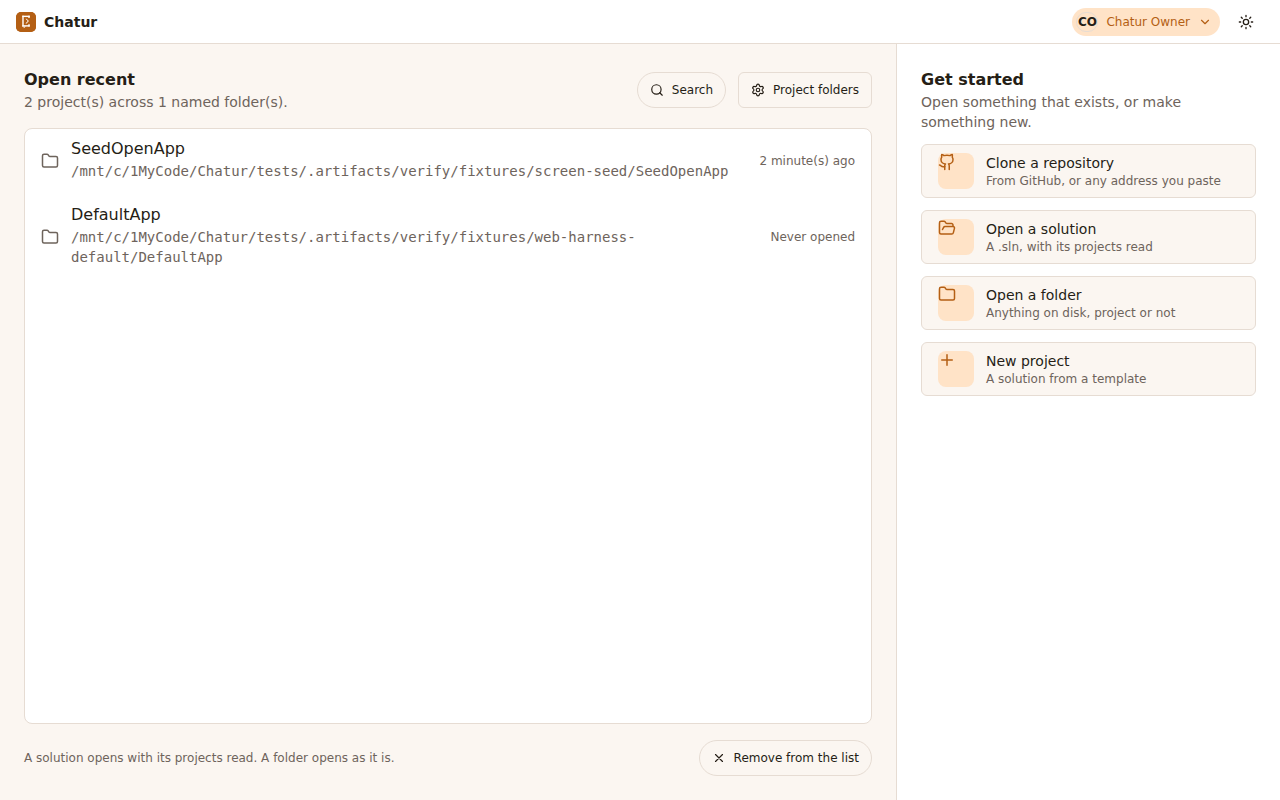 Chatur
CO Chatur Owner
Open recent
2 project(s) across 1 named folder(s).
Search
Project folders
SeedOpenApp
/mnt/c/1MyCode/Chatur/tests/.artifacts/verify/fixtures/screen-seed/SeedOpenApp
2 minute(s) ago
DefaultApp
/mnt/c/1MyCode/Chatur/tests/.artifacts/verify/fixtures/web-harness-
default/DefaultApp
Never opened
A solution opens with its projects read. A folder opens as it is.
Remove from the list
Get started
Open something that exists, or make
something new.
Clone a repository
From GitHub, or any address you paste
Open a solution
A .sln, with its projects read
Open a folder
Anything on disk, project or not
New project
A solution from a template